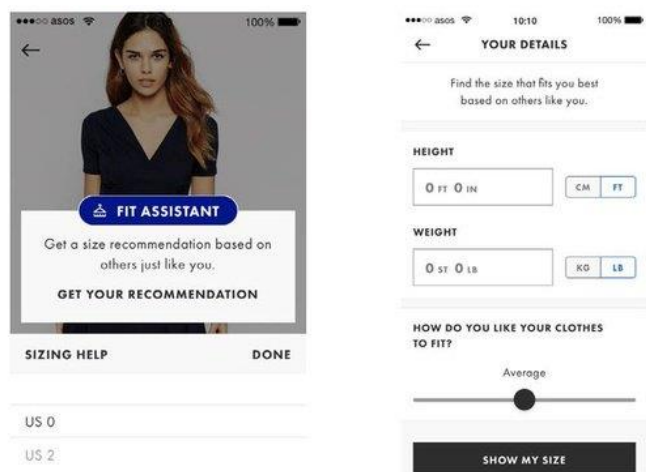 asos 10:10 100%
FIT ASSISTANT
Get a size recommendation based on
others just like you.
GET YOUR RECOMMENDATION
SIZING HELP DONE
US 0
US 2
asos 10:10 100%
YOUR DETAILS
Find the size that fits you best
based on others like you.
HEIGHT
0 FT 0 IN CM FT
WEIGHT
0 ST 0 LB KG LB
HOW DO YOU LIKE YOUR CLOTHES
TO FIT?
Average
SHOW MY SIZE